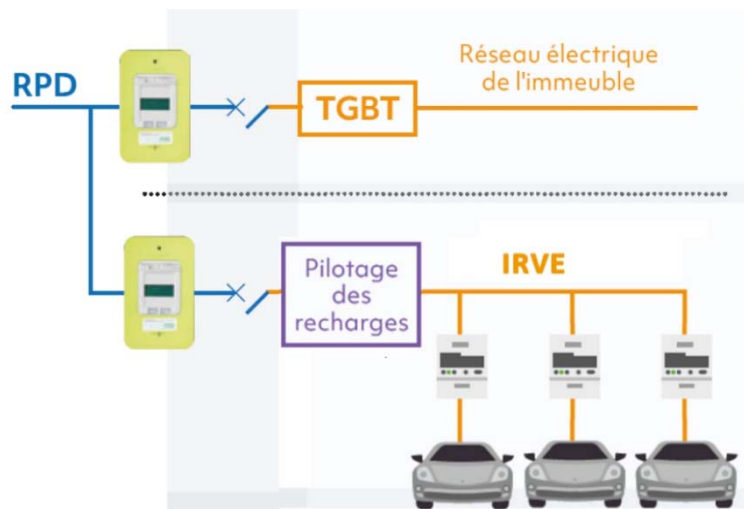 RPD
TGBT
Réseau électrique
de l'immeuble
Pilotage
des
recharges
IRVE